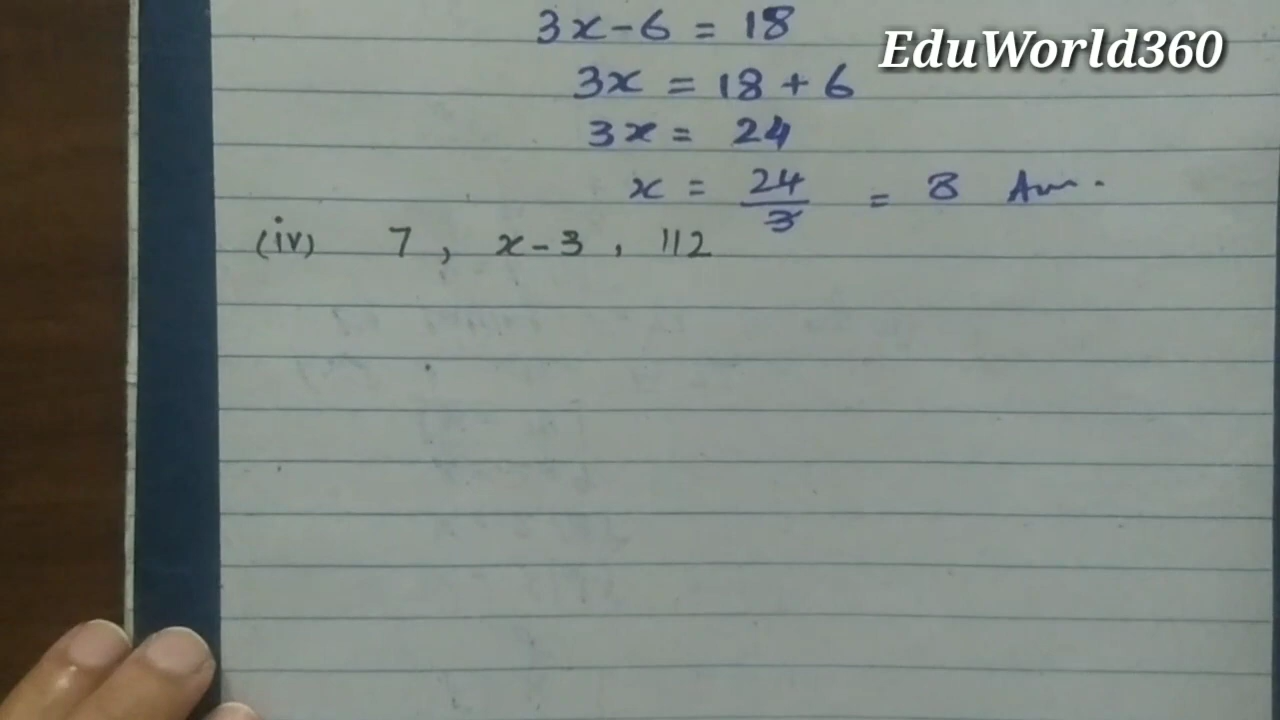 3x - 6 = 18
EduWorld360
3x = 18 + 6
3x = 24
x = 24/3 = 8 Ans.
(iv) 7, x - 3, 112